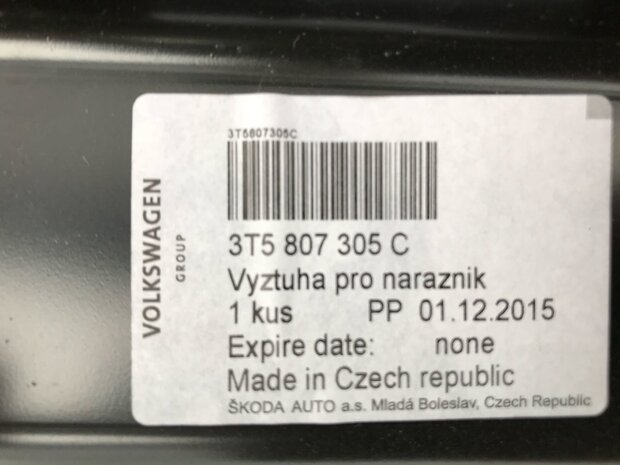 VOLKSWAGEN
GROUP
3T5807305C
3T5 807 305 C
Vyztuha pro naraznik
1 kus PP 01.12.2015
Expire date: none
Made in Czech republic
ŠKODA AUTO a.s. Mladá Boleslav, Czech Republic